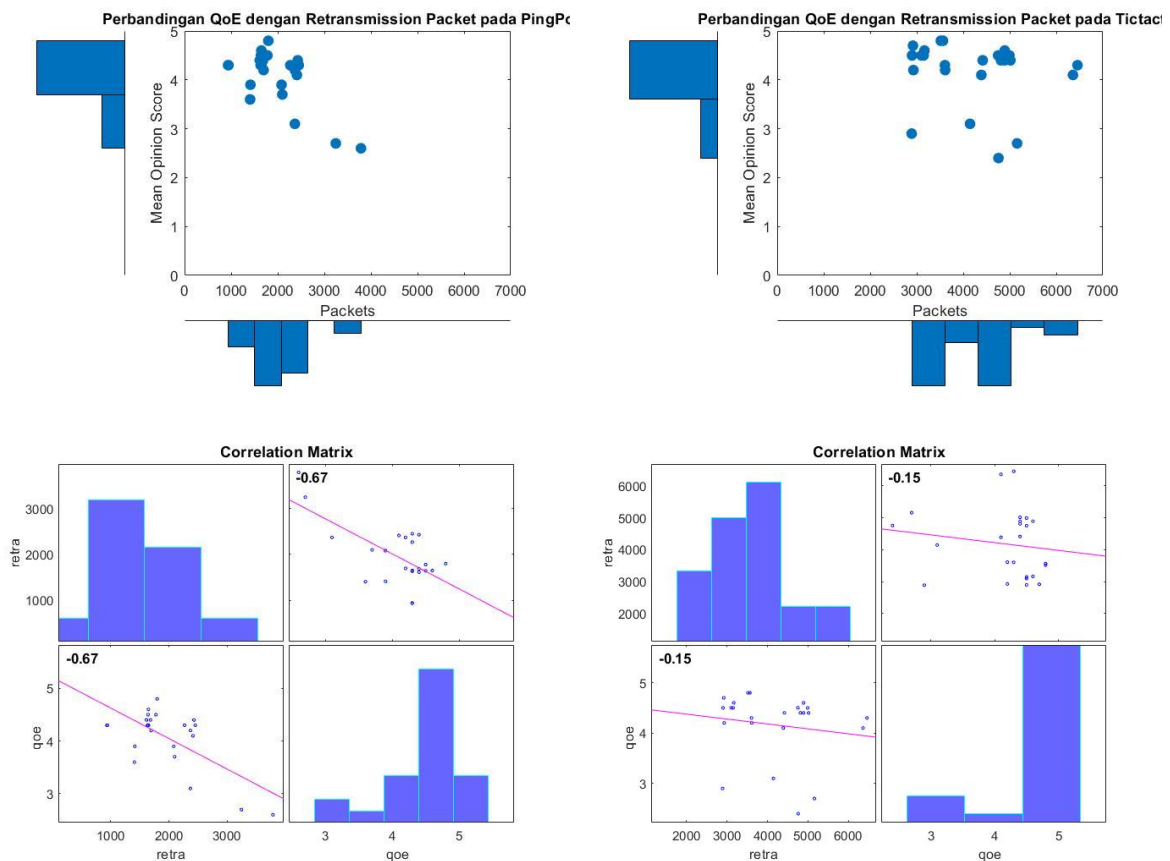 Perbandingan QoE dengan Retransmission Packet pada PingPo
Mean Opinion Score
5
4
3
2
1
0
0 1000 2000 3000 4000 5000 6000 7000
Packets
Perbandingan QoE dengan Retransmission Packet pada Tictact
Mean Opinion Score
5
4
3
2
1
0
0 1000 2000 3000 4000 5000 6000 7000
Packets
Correlation Matrix
-0.67
retra
3000
2000
1000
-0.67
qoe
5
4
3
1000 2000 3000
retra
3 4 5
qoe
Correlation Matrix
-0.15
retra
6000
5000
4000
3000
2000
-0.15
qoe
5
4
3
2000 3000 4000 5000 6000
retra
3 4 5
qoe